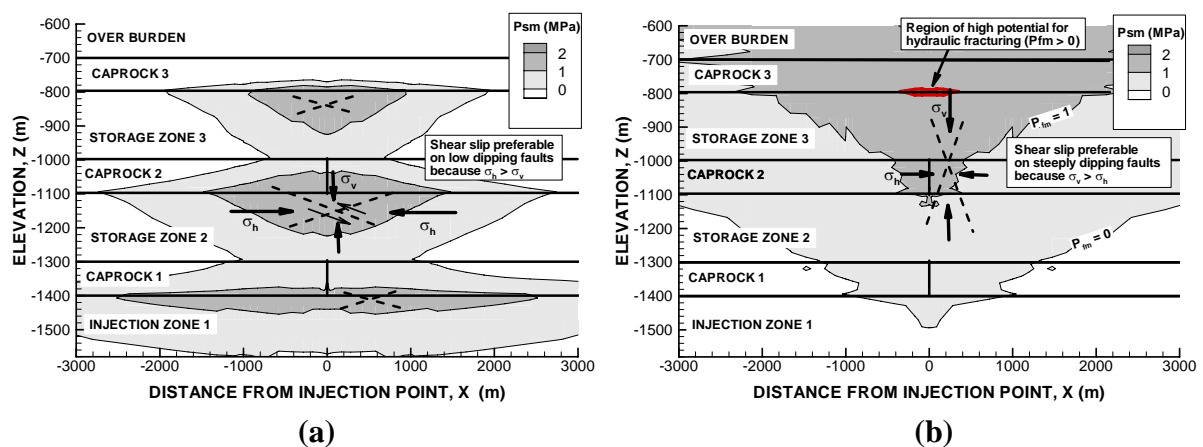 -600
-700
-800
-900
-1000
-1100
-1200
-1300
-1400
-1500
ELEVATION, Z (m)
OVER BURDEN
CAPROCK 3
STORAGE ZONE 3
CAPROCK 2
STORAGE ZONE 2
CAPROCK 1
INJECTION ZONE 1
Psm (MPa)
2
1
0
Shear slip preferable
on low dipping faults
because σh > σv
σv
σh
σh
-3000 -2000 -1000 0 1000 2000 3000
DISTANCE FROM INJECTION POINT, X (m)
(a)
-600
-700
-800
-900
-1000
-1100
-1200
-1300
-1400
-1500
ELEVATION, Z (m)
OVER BURDEN
CAPROCK 3
STORAGE ZONE 3
CAPROCK 2
STORAGE ZONE 2
CAPROCK 1
INJECTION ZONE 1
Region of high potential for
hydraulic fracturing (Pfm > 0)
Psm (MPa)
2
1
0
σv
Pfm = 1
Shear slip preferable
on steeply dipping faults
because σv > σh
σh
Pfm = 0
-3000 -2000 -1000 0 1000 2000 3000
DISTANCE FROM INJECTION POINT, X (m)
(b)